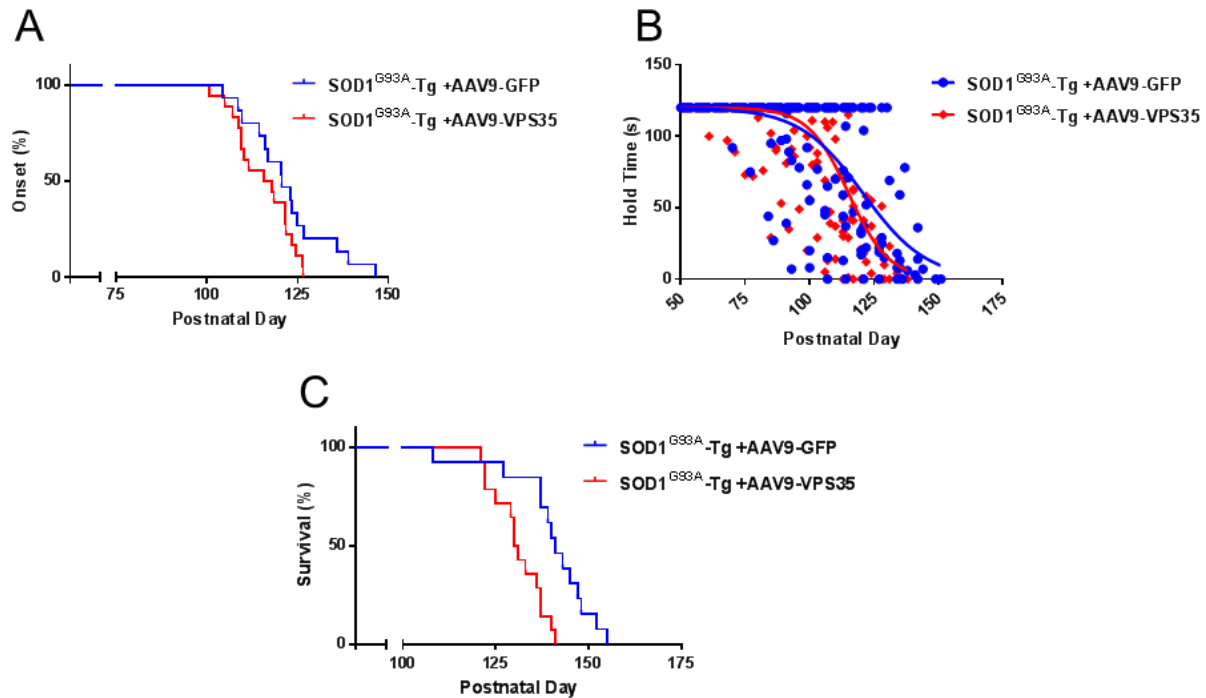 A
100
50
0
75
100
125
150
Onset (%)
Postnatal Day
SOD1G93A-Tg +AAV9-GFP
SOD1G93A-Tg +AAV9-VPS35
B
150
100
50
0
50
75
100
125
150
175
Hold Time (s)
Postnatal Day
SOD1G93A-Tg +AAV9-GFP
SOD1G93A-Tg +AAV9-VPS35
C
100
50
0
100
125
150
175
Survival (%)
Postnatal Day
SOD1G93A-Tg +AAV9-GFP
SOD1G93A-Tg +AAV9-VPS35